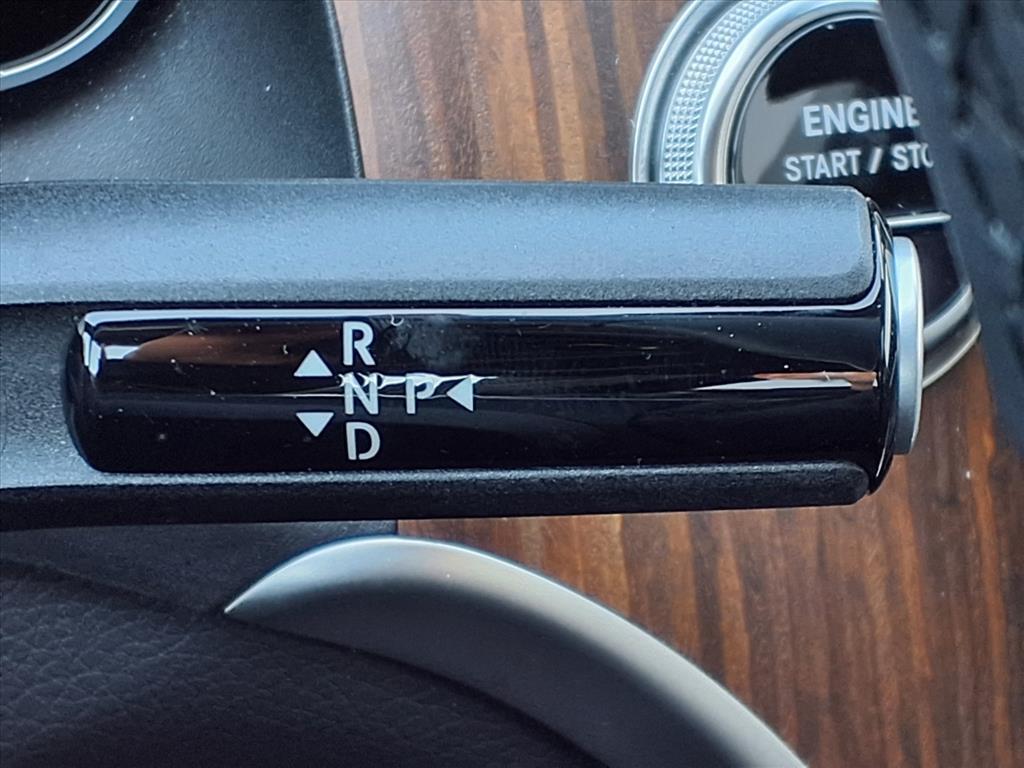 ENGINE
START / STO
R
N P
D